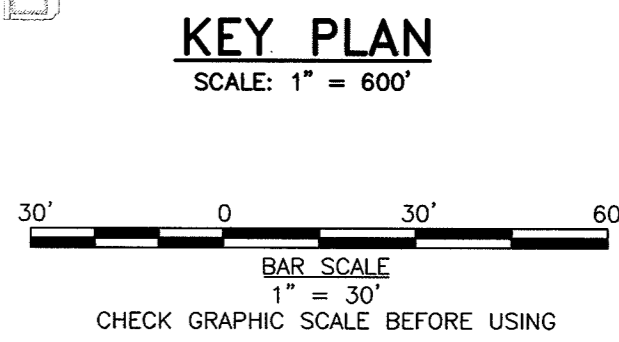 KEY PLAN
SCALE: 1" = 600'
30' 0 30' 60
BAR SCALE
1" = 30'
CHECK GRAPHIC SCALE BEFORE USING